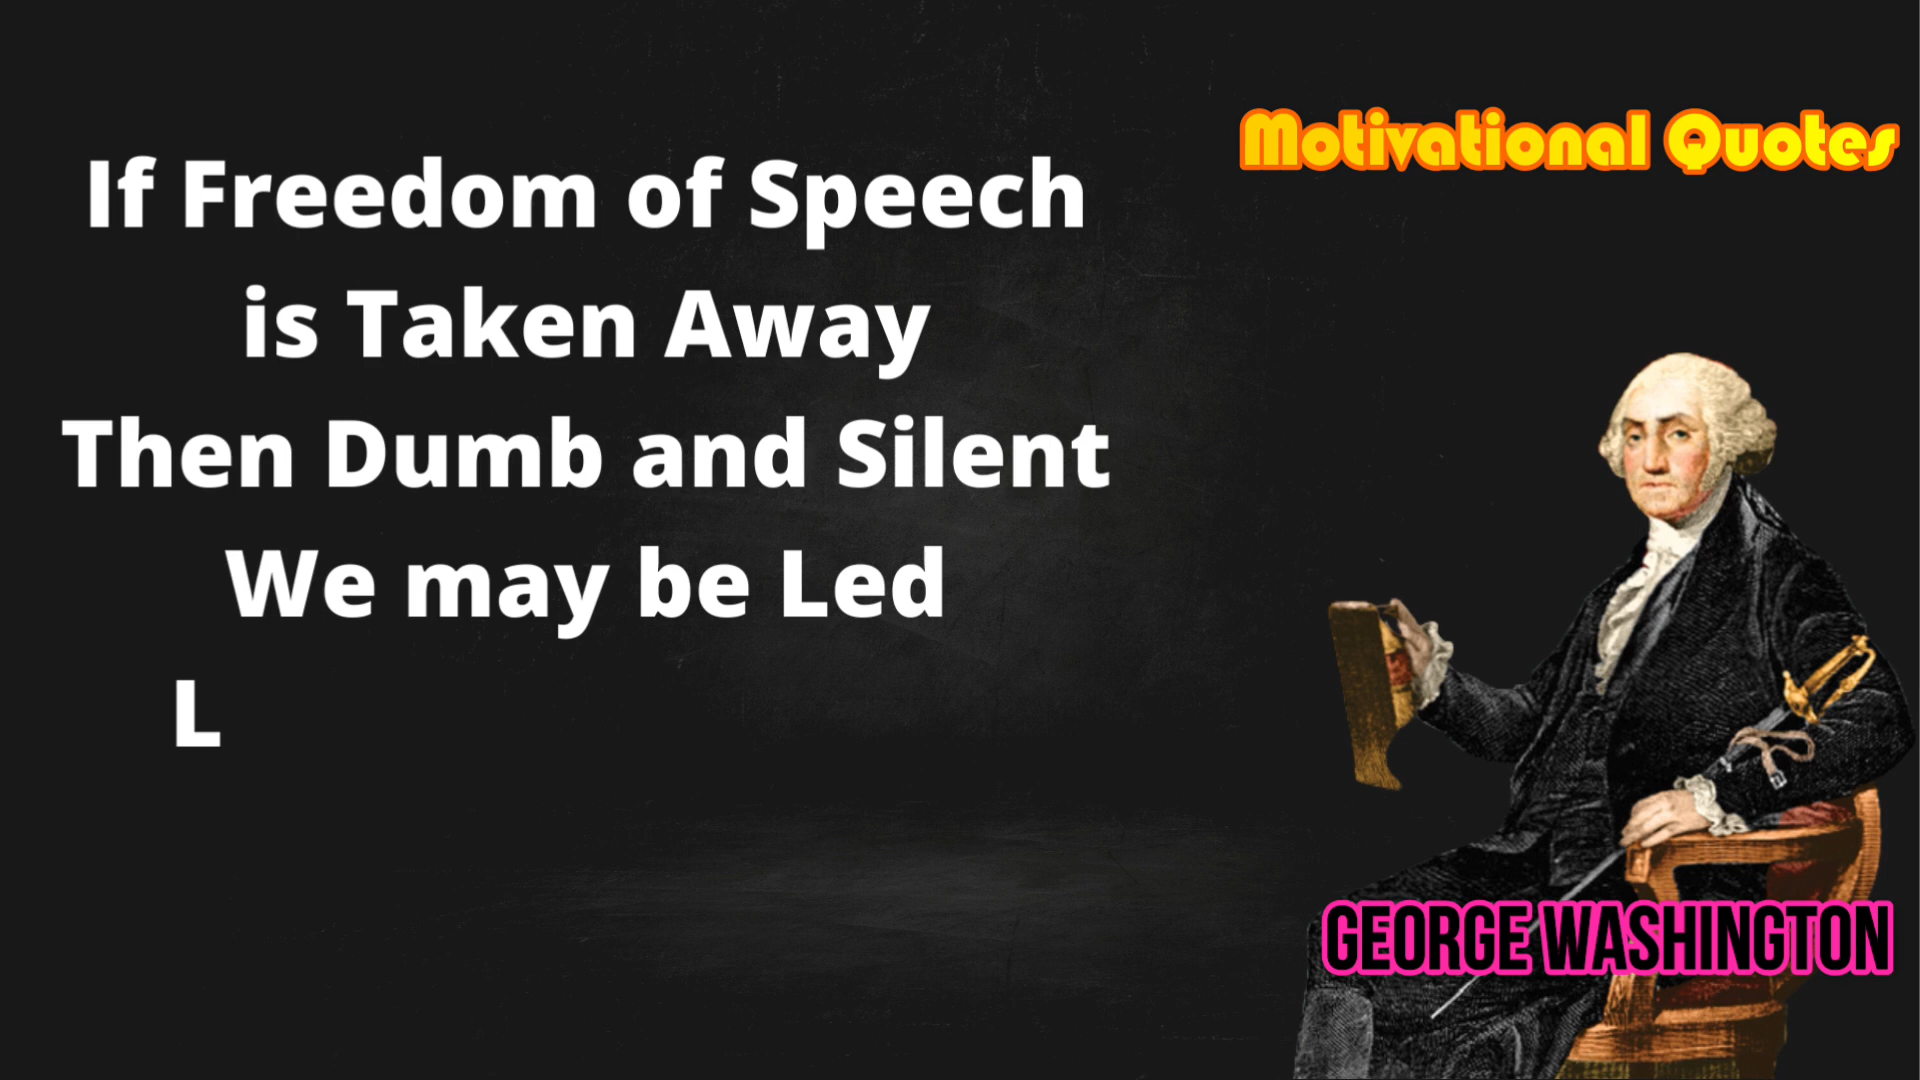 Motivational Quotes
If Freedom of Speech
is Taken Away
Then Dumb and Silent
We may be Led
L
GEORGE WASHINGTON